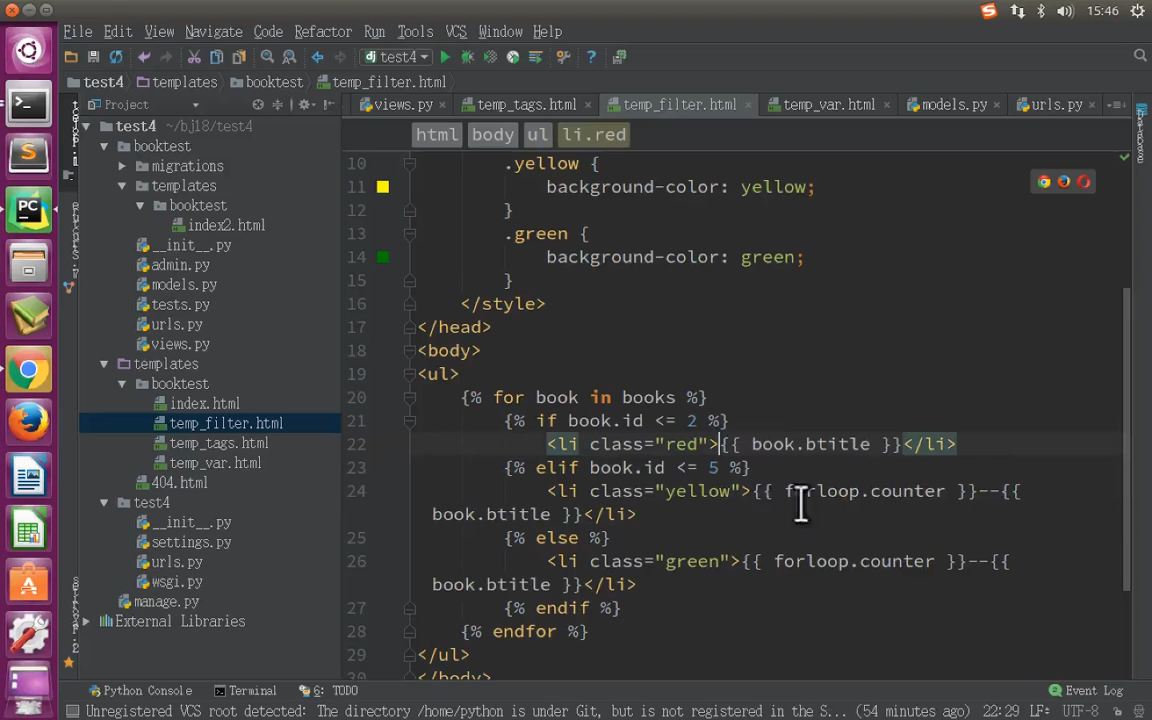 15:46
File Edit View Navigate Code Refactor Run Tools VCS Window Help
dj test4
test4 templates booktest temp_filter.html
Project
views.py temp_tags.html temp_filter.html temp_var.html models.py urls.py
test4 ~/bj18/test4
html body ul li.red
booktest
migrations
templates
booktest
index2.html
__init__.py
admin.py
models.py
tests.py
urls.py
views.py
templates
booktest
index.html
temp_filter.html
temp_tags.html
temp_var.html
404.html
test4
__init__.py
settings.py
urls.py
wsgi.py
manage.py
External Libraries
10 .yellow {
11 background-color: yellow;
12 }
13 .green {
14 background-color: green;
15 }
16 </style>
17 </head>
18 <body>
19 <ul>
20 {% for book in books %}
21 {% if book.id <= 2 %}
22 <li class="red">{{ book.btitle }}</li>
23 {% elif book.id <= 5 %}
24 <li class="yellow">{{ forloop.counter }}--{{
book.btitle }}</li>
25 {% else %}
26 <li class="green">{{ forloop.counter }}--{{
book.btitle }}</li>
27 {% endif %}
28 {% endfor %}
29 </ul>
30 </body>
Python Console Terminal 6: TODO Event Log
Unregistered VCS root detected: The directory /home/python is under Git, but is not registered in the S... (54 minutes ago) 22:29 LF÷ UTF-8÷